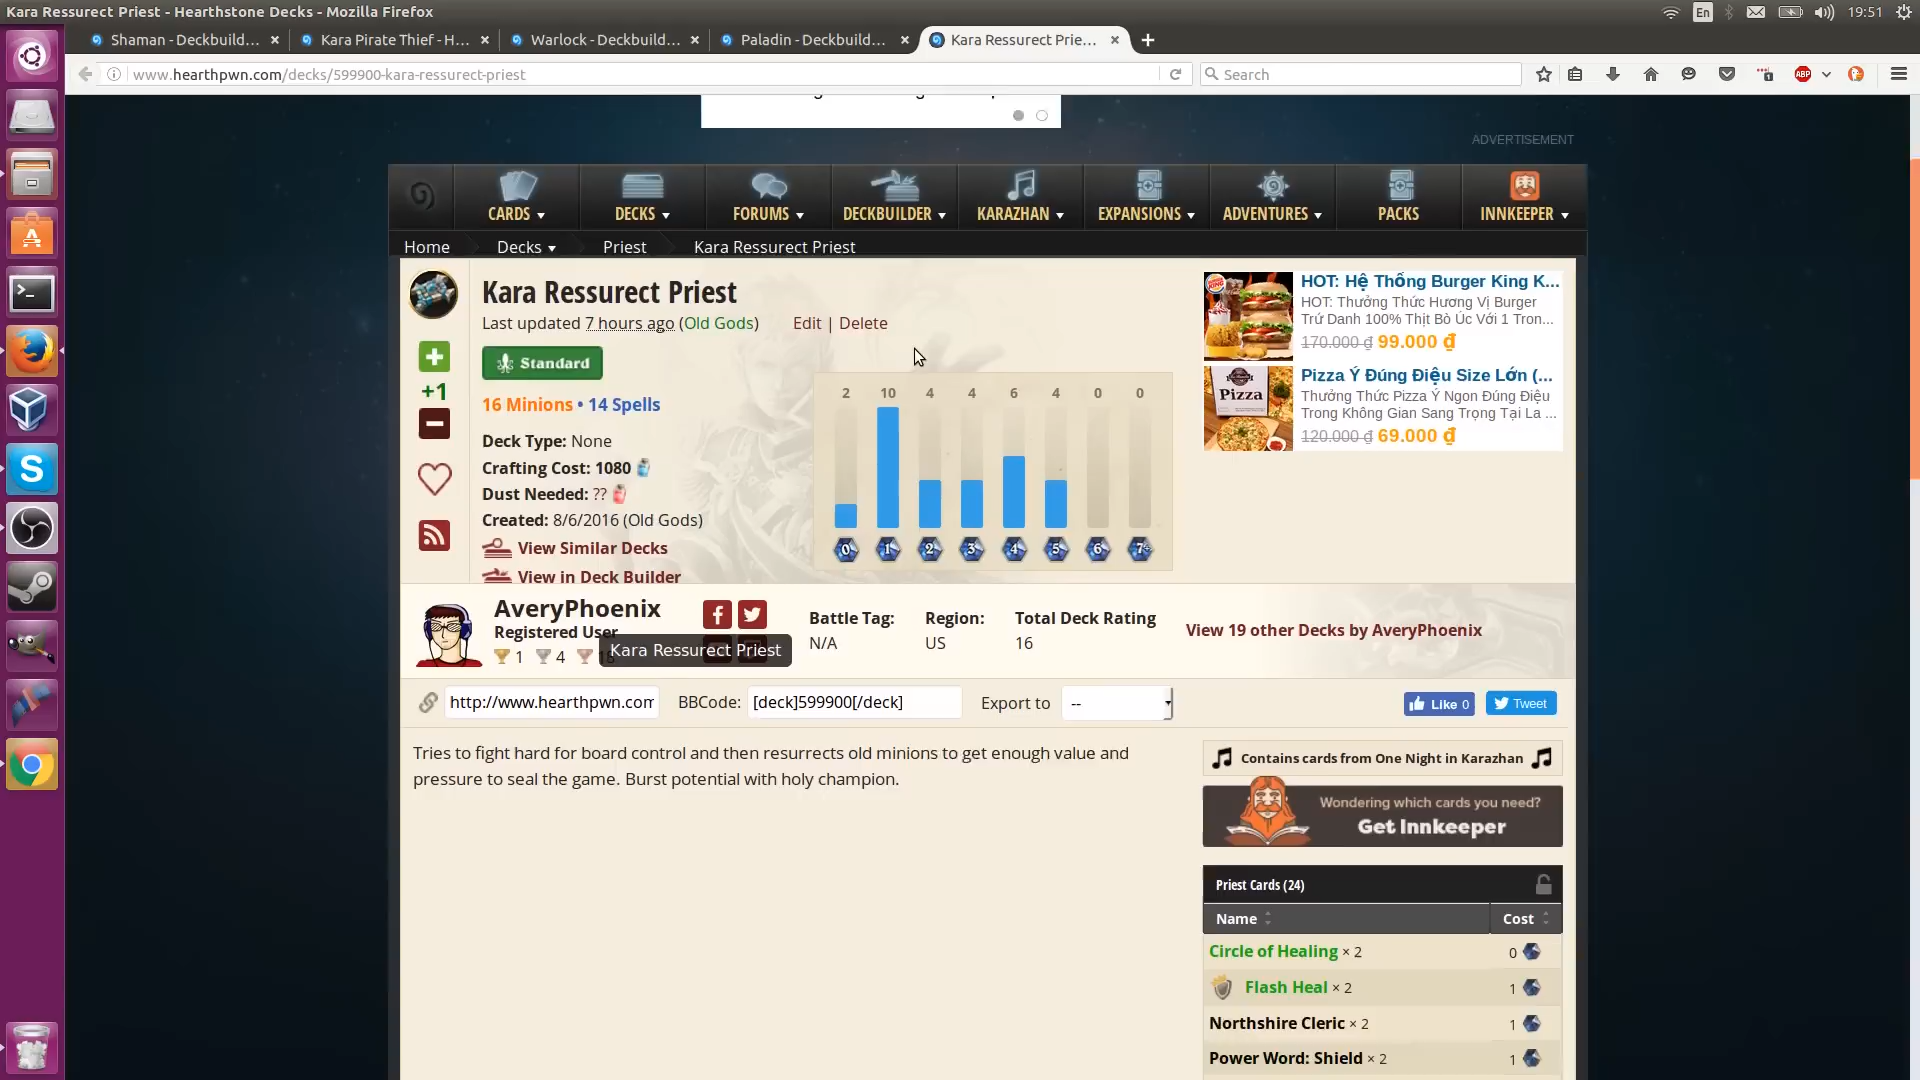 Kara Ressurect Priest - Hearthstone Decks - Mozilla Firefox
En
19:51
Shaman - Deckbuild...
Kara Pirate Thief - H...
Warlock - Deckbuild...
Paladin - Deckbuild...
Kara Ressurect Prie...
www.hearthpwn.com/decks/599900-kara-ressurect-priest
Search
ABP
ADVERTISEMENT
CARDS
DECKS
FORUMS
DECKBUILDER
KARAZHAN
EXPANSIONS
ADVENTURES
PACKS
INNKEEPER
Home
Decks
Priest
Kara Ressurect Priest
Kara Ressurect Priest
Last updated 7 hours ago (Old Gods)
Edit | Delete
+1
Standard
16 Minions • 14 Spells
Deck Type: None
Crafting Cost: 1080
Dust Needed: ??
Created: 8/6/2016 (Old Gods)
View Similar Decks
View in Deck Builder
2 10 4 4 6 4 0 0
0 1 2 3 4 5 6 7+
HOT: Hệ Thống Burger King K...
HOT: Thưởng Thức Hương Vị Burger
Trứ Danh 100% Thịt Bò Úc Với 1 Tron...
170.000 ₫ 99.000 ₫
Pizza
Pizza Ý Đúng Điệu Size Lớn (...
Thưởng Thức Pizza Ý Ngon Đúng Điệu
Trong Không Gian Sang Trọng Tại La ...
120.000 ₫ 69.000 ₫
AveryPhoenix
Registered User
1 4
Kara Ressurect Priest
Battle Tag:
N/A
Region:
US
Total Deck Rating
16
View 19 other Decks by AveryPhoenix
http://www.hearthpwn.com
BBCode:
[deck]599900[/deck]
Export to
--
Like 0
Tweet
Tries to fight hard for board control and then resurrects old minions to get enough value and
pressure to seal the game. Burst potential with holy champion.
Contains cards from One Night in Karazhan
Wondering which cards you need?
Get Innkeeper
Priest Cards (24)
Name
Cost
Circle of Healing × 2
0
Flash Heal × 2
1
Northshire Cleric × 2
1
Power Word: Shield × 2
1